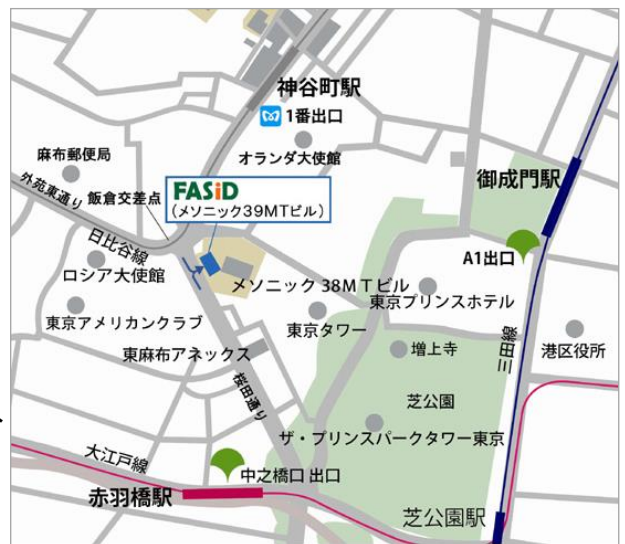 神谷町駅
1番出口
オランダ大使館
麻布郵便局
外苑東通り
飯倉交差点
FASiD
(メソニック39MTビル)
御成門駅
A1出口
日比谷線
ロシア大使館
メソニック 38MTビル
東京プリンスホテル
東京アメリカンクラブ
東京タワー
三田線
港区役所
東麻布アネックス
増上寺
桜田通り
芝公園
ザ・プリンスパークタワー東京
大江戸線
中之橋口 出口
赤羽橋駅
芝公園駅